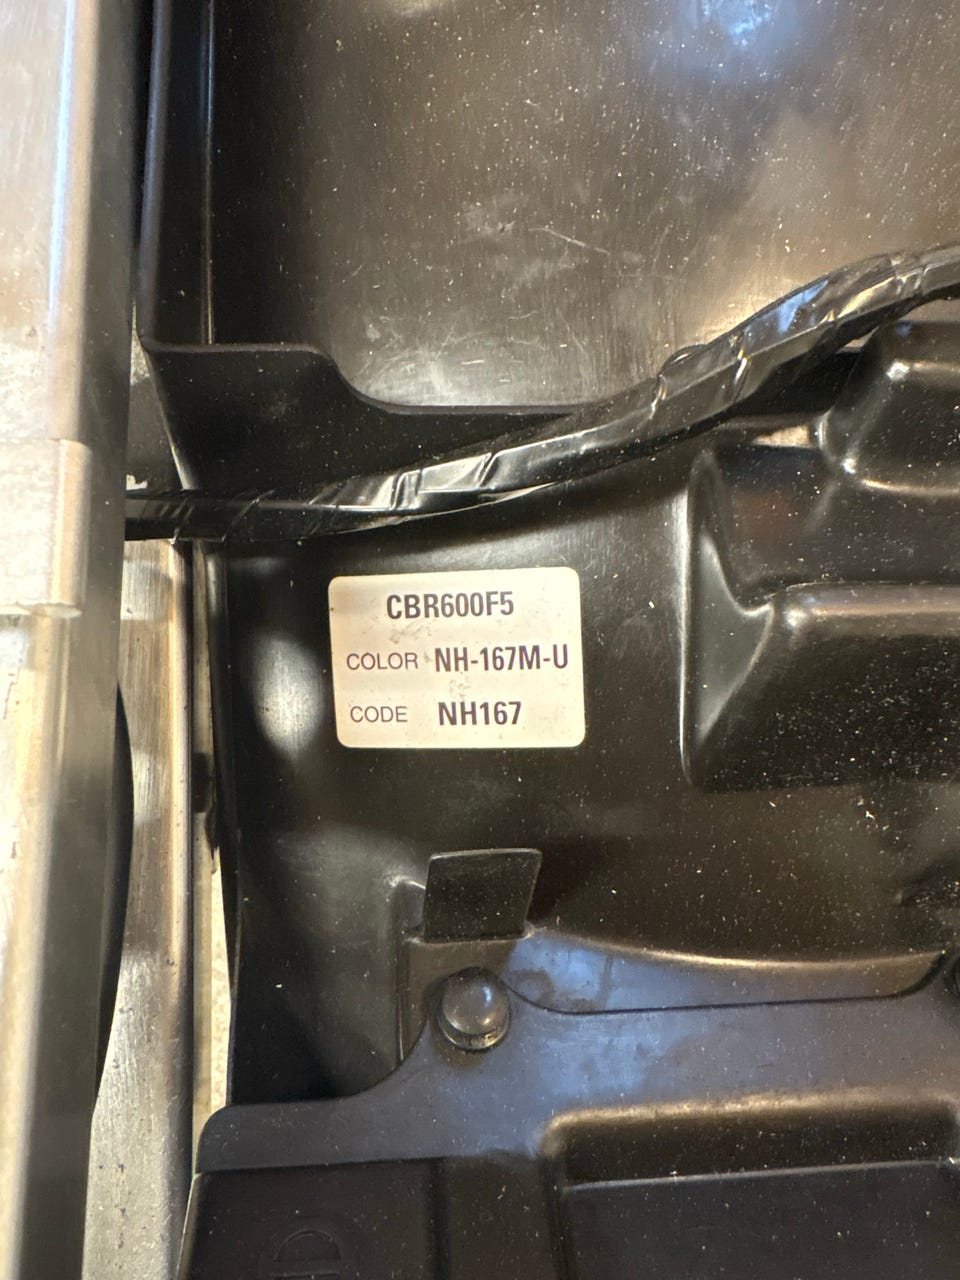 CBR600F5
COLOR NH-167M-U
CODE NH167